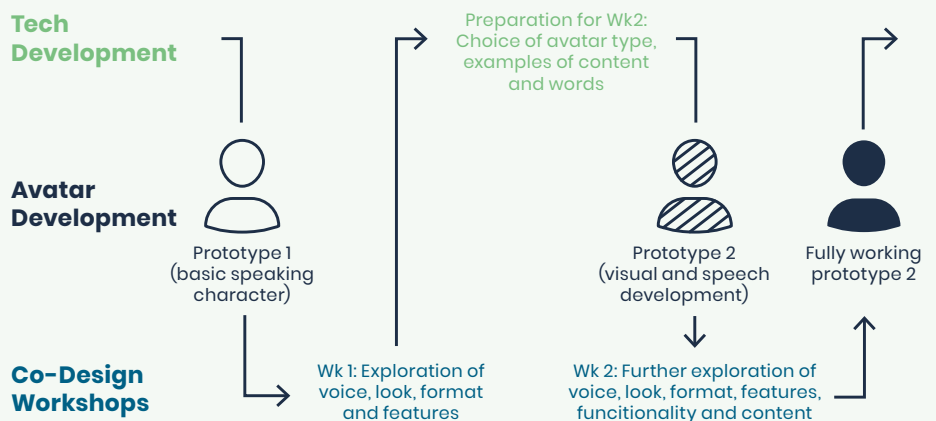 Tech
Development
Preparation for Wk2:
Choice of avatar type,
examples of content
and words
Avatar
Development
Prototype 1
(basic speaking
character)
Prototype 2
(visual and speech
development)
Fully working
prototype 2
Co-Design
Workshops
Wk 1: Exploration of
voice, look, format
and features
Wk 2: Further exploration of
voice, look, format, features,
funcitionality and content